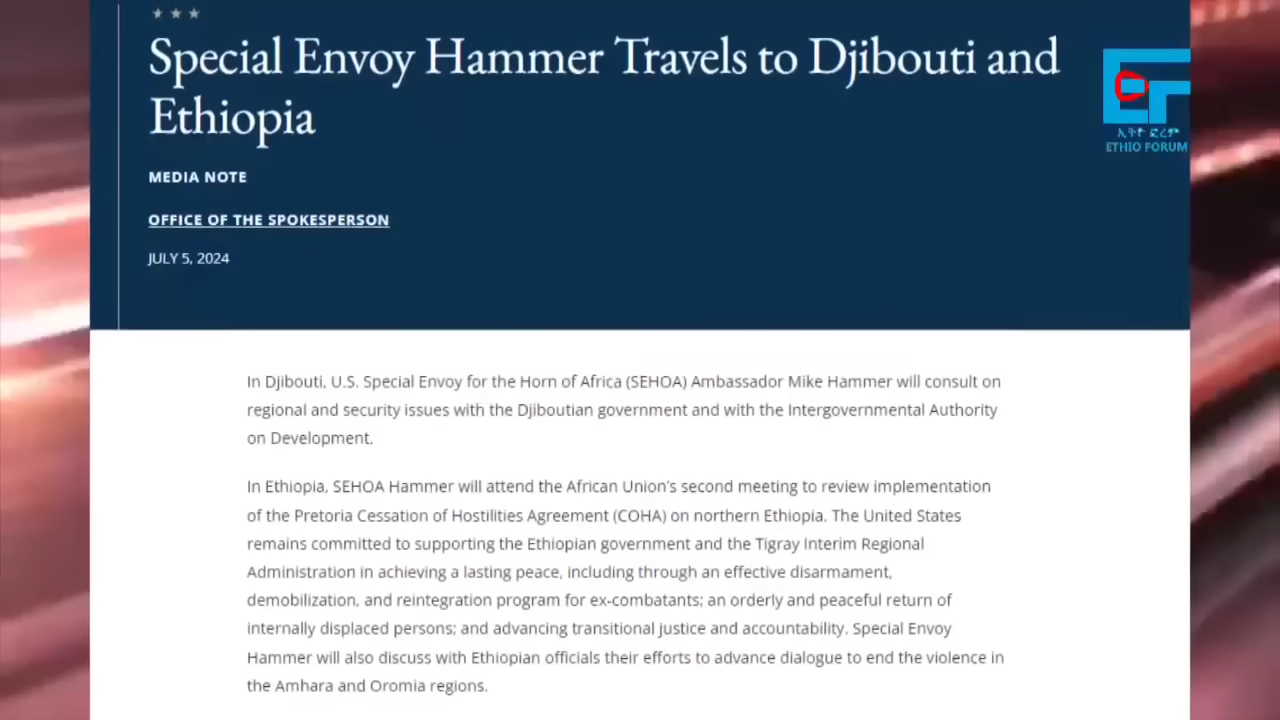 Special Envoy Hammer Travels to Djibouti and
Ethiopia
MEDIA NOTE
OFFICE OF THE SPOKESPERSON
JULY 5, 2024
ኢትዮ ፎረም
ETHIO FORUM
In Djibouti, U.S. Special Envoy for the Horn of Africa (SEHOA) Ambassador Mike Hammer will consult on
regional and security issues with the Djiboutian government and with the Intergovernmental Authority
on Development.
In Ethiopia, SEHOA Hammer will attend the African Union’s second meeting to review implementation
of the Pretoria Cessation of Hostilities Agreement (COHA) on northern Ethiopia. The United States
remains committed to supporting the Ethiopian government and the Tigray Interim Regional
Administration in achieving a lasting peace, including through an effective disarmament,
demobilization, and reintegration program for ex-combatants; an orderly and peaceful return of
internally displaced persons; and advancing transitional justice and accountability. Special Envoy
Hammer will also discuss with Ethiopian officials their efforts to advance dialogue to end the violence in
the Amhara and Oromia regions.